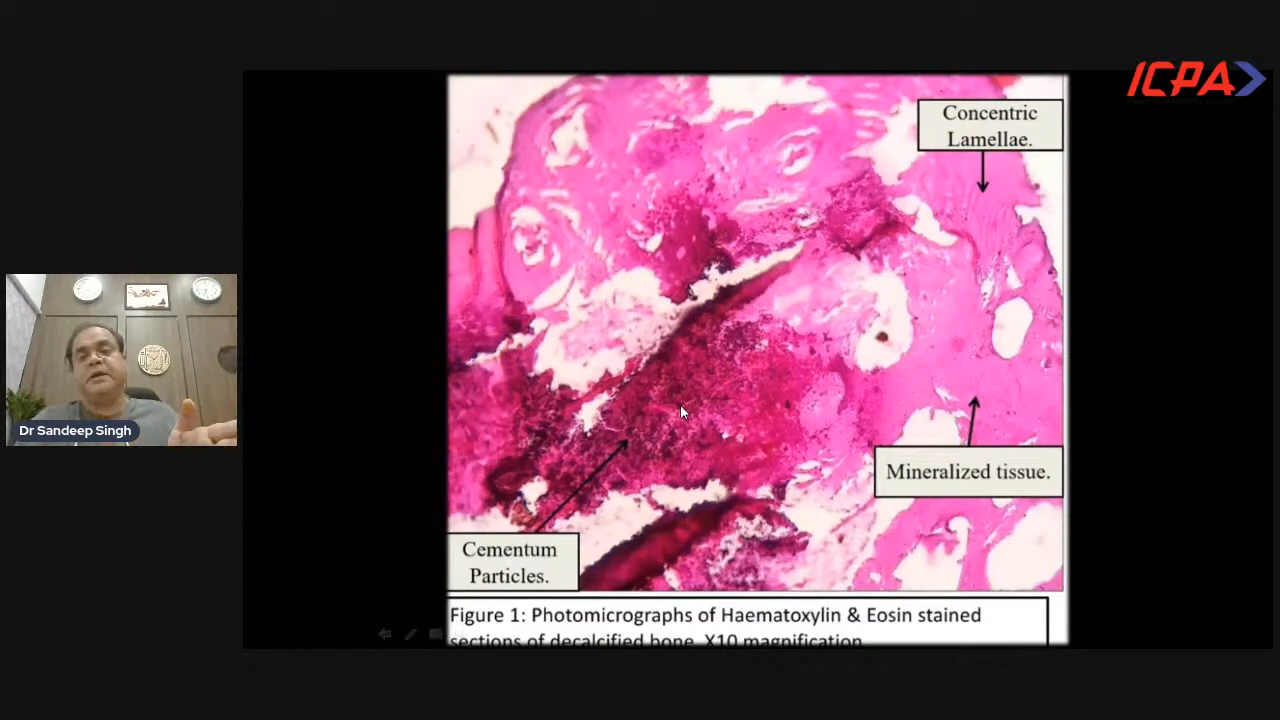 ICPA
Concentric
Lamellae.
Dr Sandeep Singh
Mineralized tissue.
Cementum
Particles.
Figure 1: Photomicrographs of Haematoxylin & Eosin stained
sections of decalcified bone X10 magnification